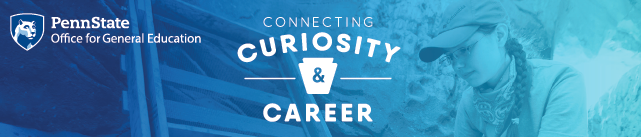 PennState
Office for General Education
CONNECTING
CURIOSITY
&
CAREER